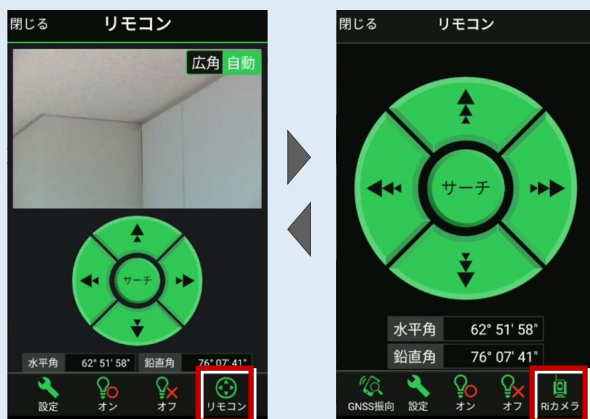 閉じる リモコン
広角 自動
サーチ
水平角 62° 51' 58" 鉛直角 76° 07' 41"
設定 オン オフ リモコン
閉じる リモコン
サーチ
水平角 62° 51' 58"
鉛直角 76° 07' 41"
GNSS振向 設定 オン オフ Riカメラ